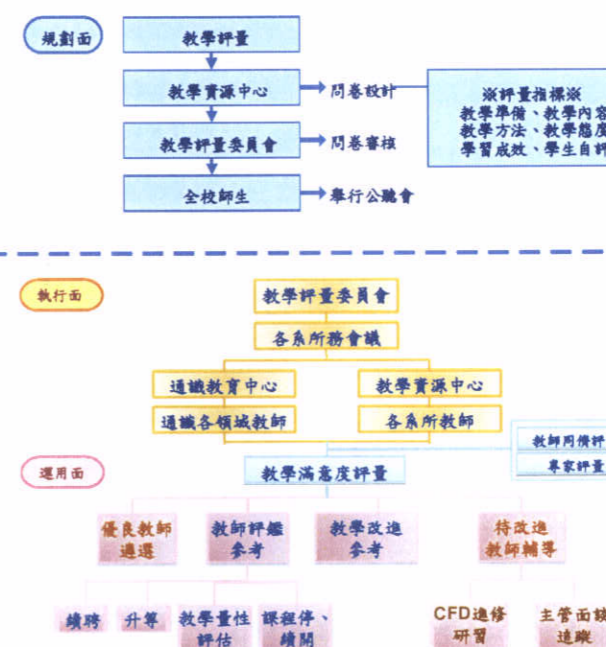 規劃面
教學評量
教學資源中心
問卷設計
※評量指標※
教學準備、教學內容
教學方法、教學態度
學習成效、學生自評
教學評量委員會
問卷審核
全校師生
舉行公聽會
執行面
教學評量委員會
各系所務會議
通識教育中心
教學資源中心
通識各領域教師
各系所教師
教師同儕評
專家評量
運用面
教學滿意度評量
優良教師
遴選
教師評鑑
參考
教學改進
參考
待改進
教師輔導
續聘
升等
教學量性
評估
課程停、
續開
CFD進修
研習
主管面談
追蹤